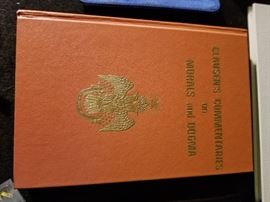 CLAUSEN'S COMMENTARIES
ON
MORALS and DOGMA